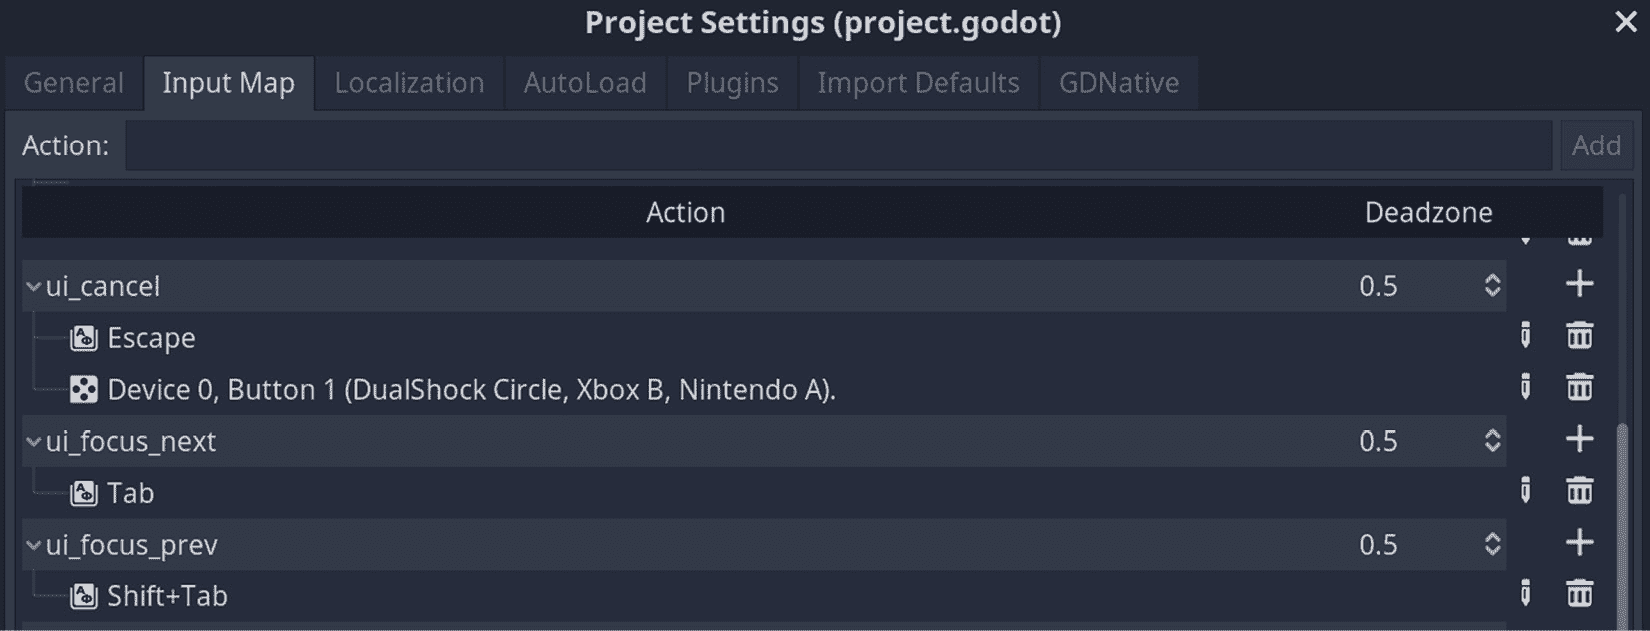 Project Settings (project.godot)
General Input Map Localization AutoLoad Plugins Import Defaults GDNative
Action: Add
Action Deadzone
ui_cancel 0.5
Escape
Device 0, Button 1 (DualShock Circle, Xbox B, Nintendo A).
ui_focus_next 0.5
Tab
ui_focus_prev 0.5
Shift+Tab